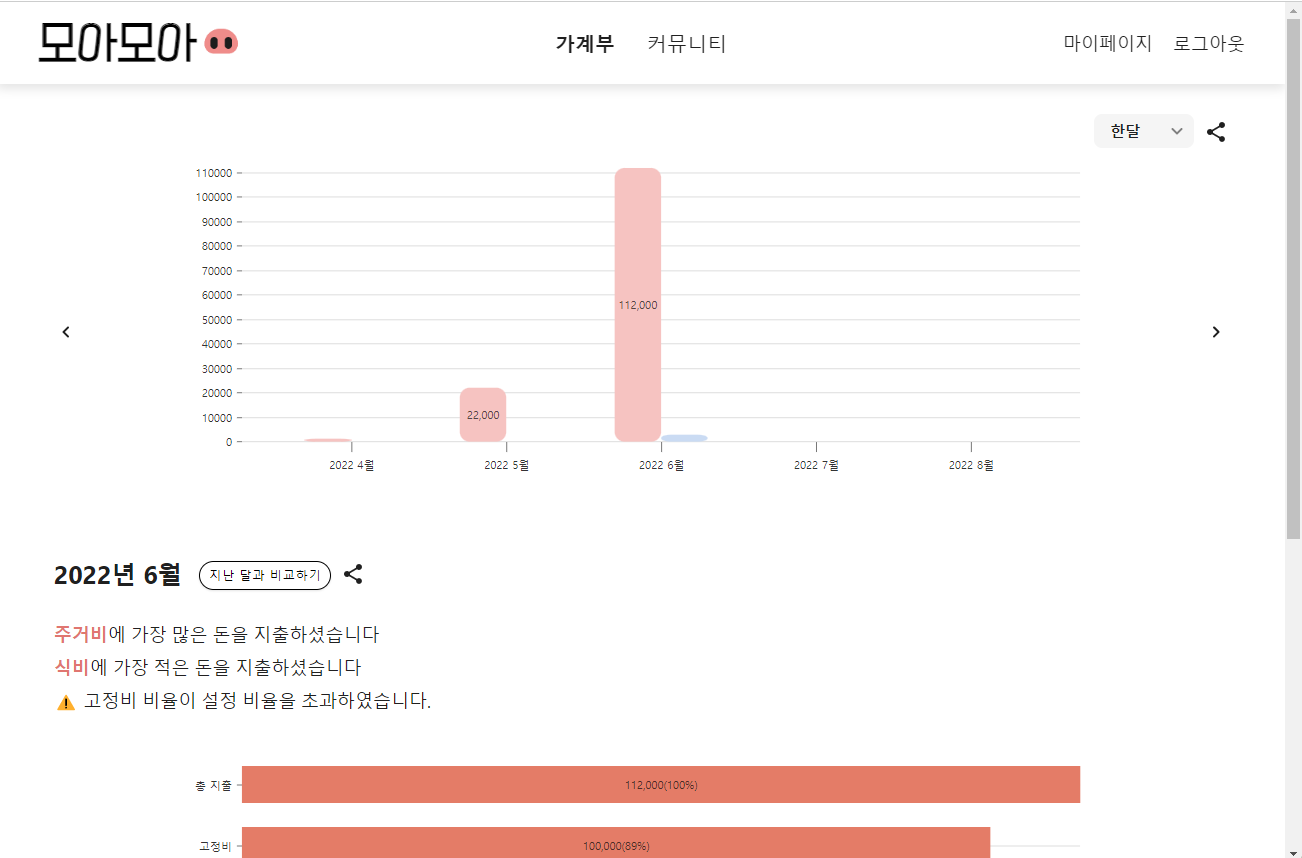 모아모아
가계부 커뮤니티
마이페이지 로그아웃
한달
110000
100000
90000
80000
70000
60000
50000
40000
30000
20000
10000
0
112,000
22,000
2022 4월 2022 5월 2022 6월 2022 7월 2022 8월
2022년 6월 지난 달과 비교하기
주거비에 가장 많은 돈을 지출하셨습니다
식비에 가장 적은 돈을 지출하셨습니다
⚠ 고정비 비율이 설정 비율을 초과하였습니다.
총 지출 112,000(100%)
고정비 100,000(89%)